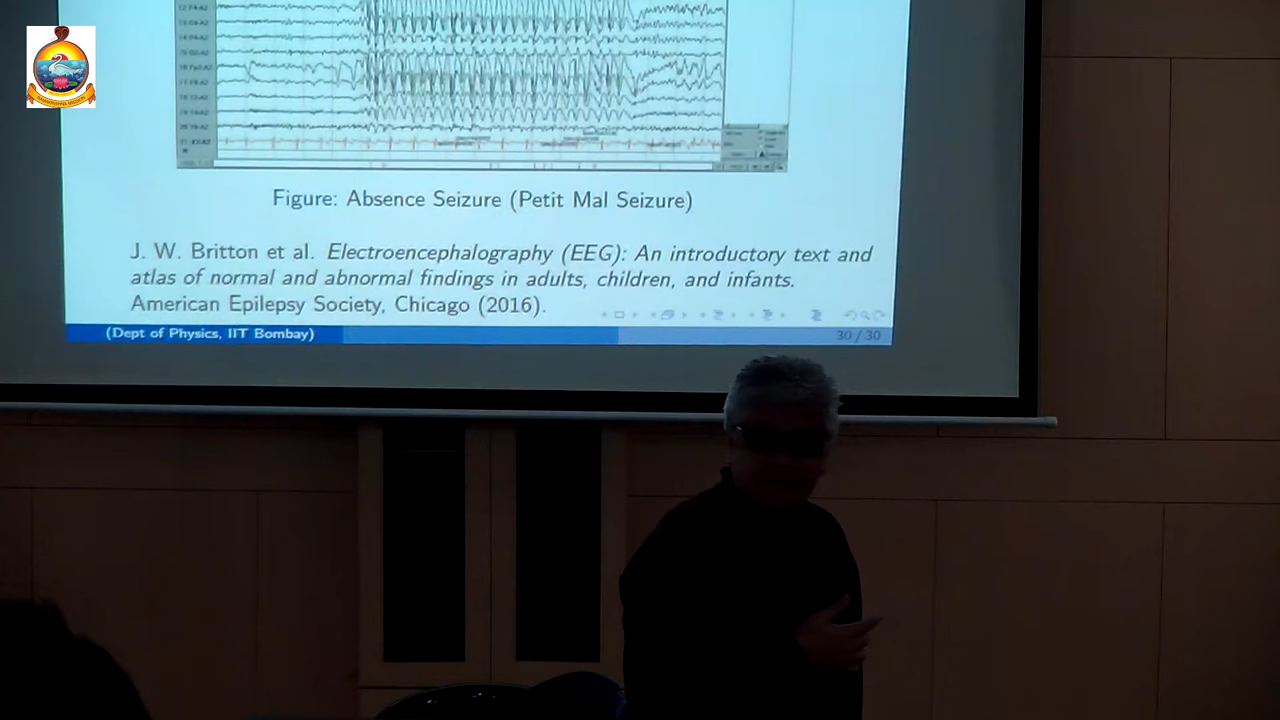 Figure: Absence Seizure (Petit Mal Seizure)
J. W. Britton et al. Electroencephalography (EEG): An introductory text and
atlas of normal and abnormal findings in adults, children, and infants.
American Epilepsy Society, Chicago (2016).
(Dept of Physics, IIT Bombay)
30 / 30